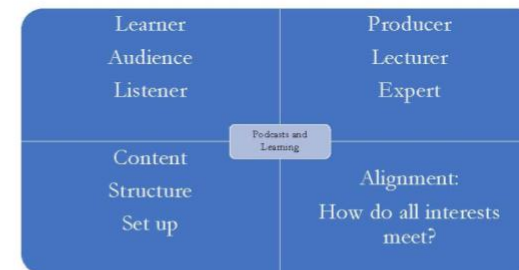 Learner
Audience
Listener
Producer
Lecturer
Expert
Podcasts and
Learning
Content
Structure
Set up
Alignment:
How do all interests
meet?